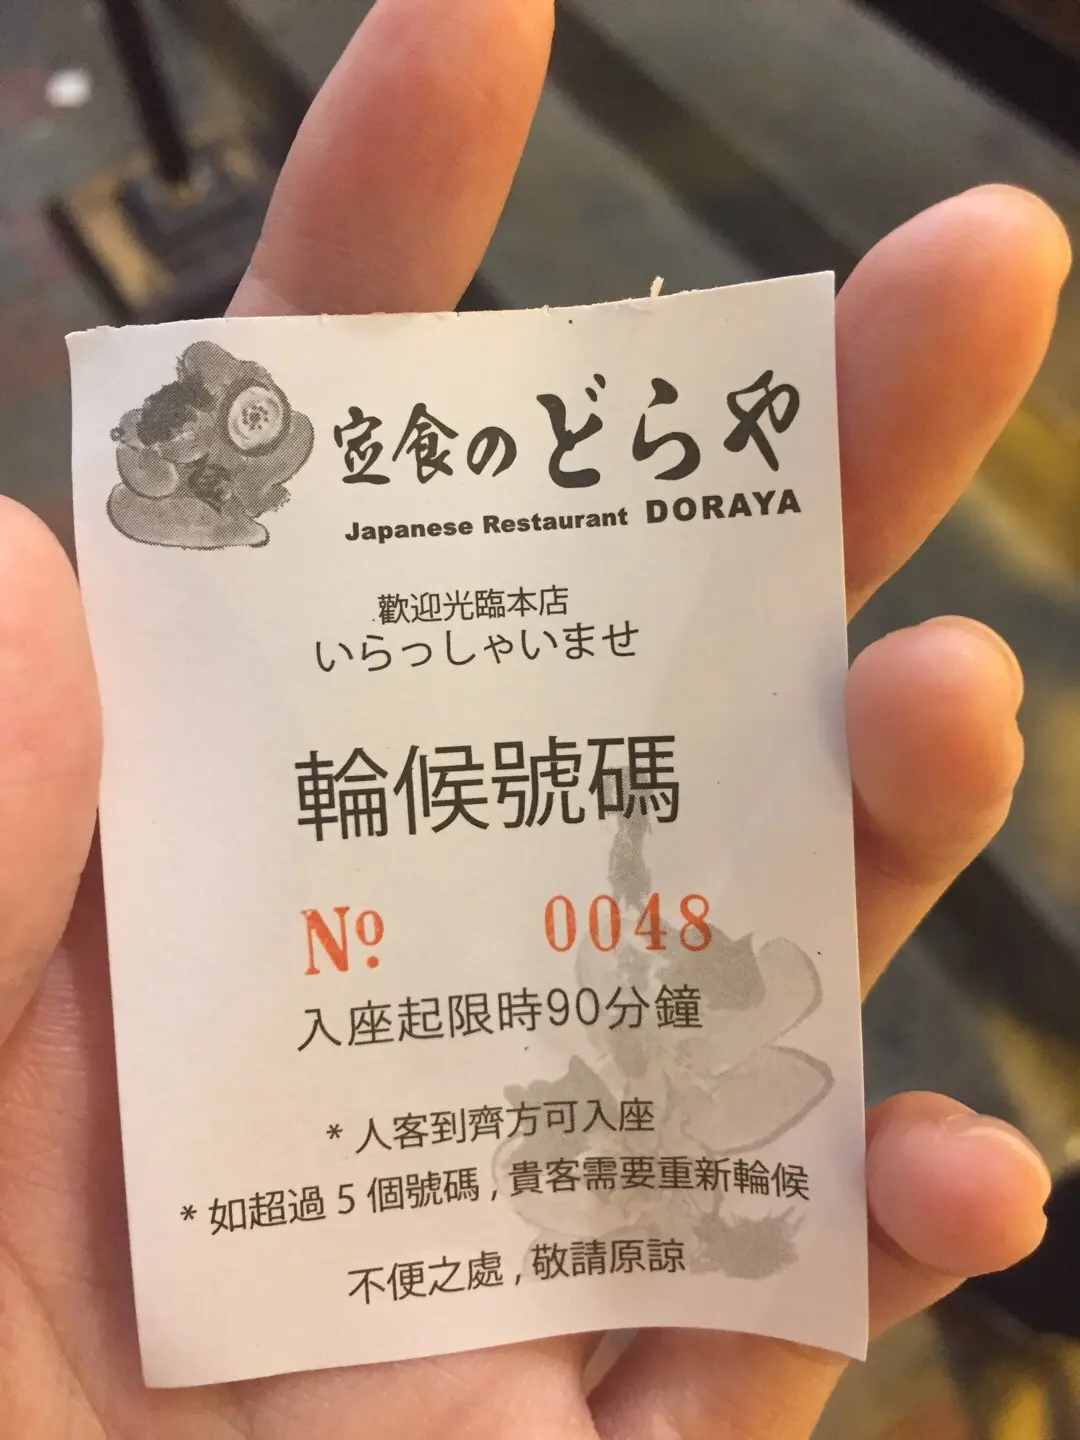 定食のどらや
Japanese Restaurant DORAYA
歡迎光臨本店
いらっしゃいませ
輪候號碼
Nº 0048
入座起限時90分鐘
* 人客到齊方可入座
* 如超過 5 個號碼 , 貴客需要重新輪候
不便之處 , 敬請原諒